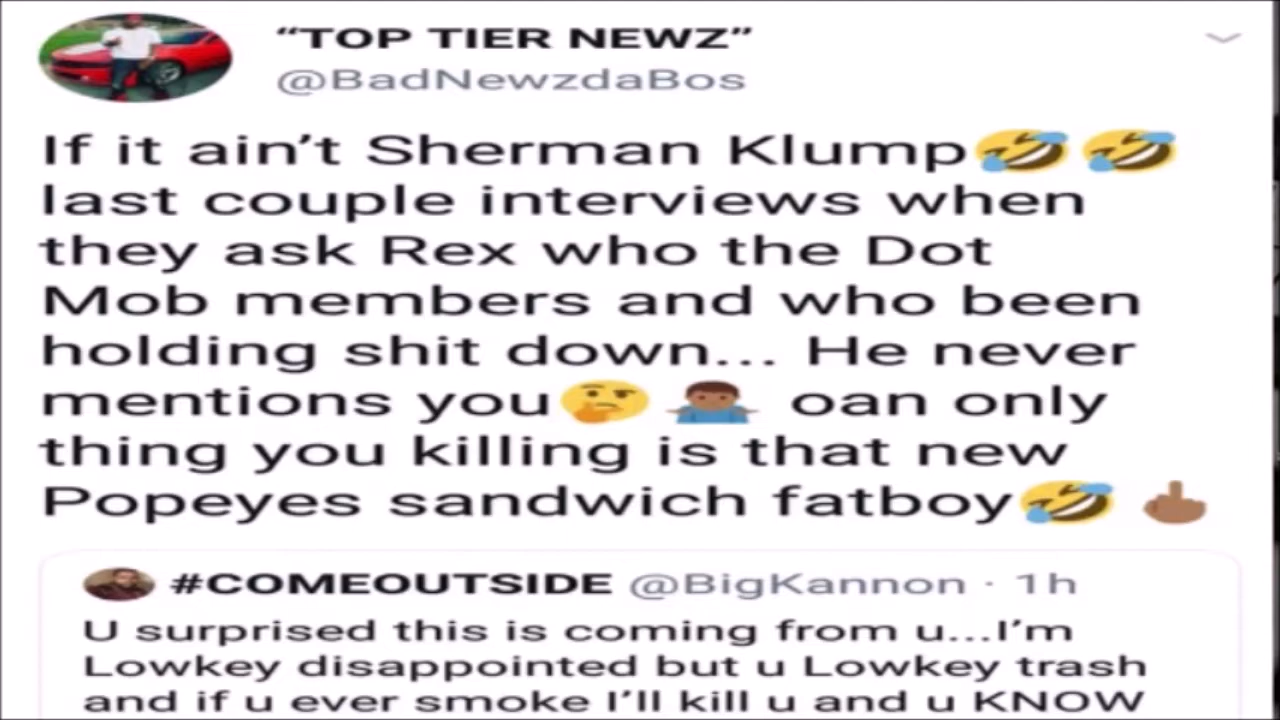 “TOP TIER NEWZ”
@BadNewzdaBos
If it ain’t Sherman Klump🤣🤣
last couple interviews when
they ask Rex who the Dot
Mob members and who been
holding shit down... He never
mentions you🤔🤷🏾‍♂️ oan only
thing you killing is that new
Popeyes sandwich fatboy🤣🖕🏾
#COMEOUTSIDE @BigKannon · 1h
U surprised this is coming from u...I’m
Lowkey disappointed but u Lowkey trash
and if u ever smoke I’ll kill u and u KNOW